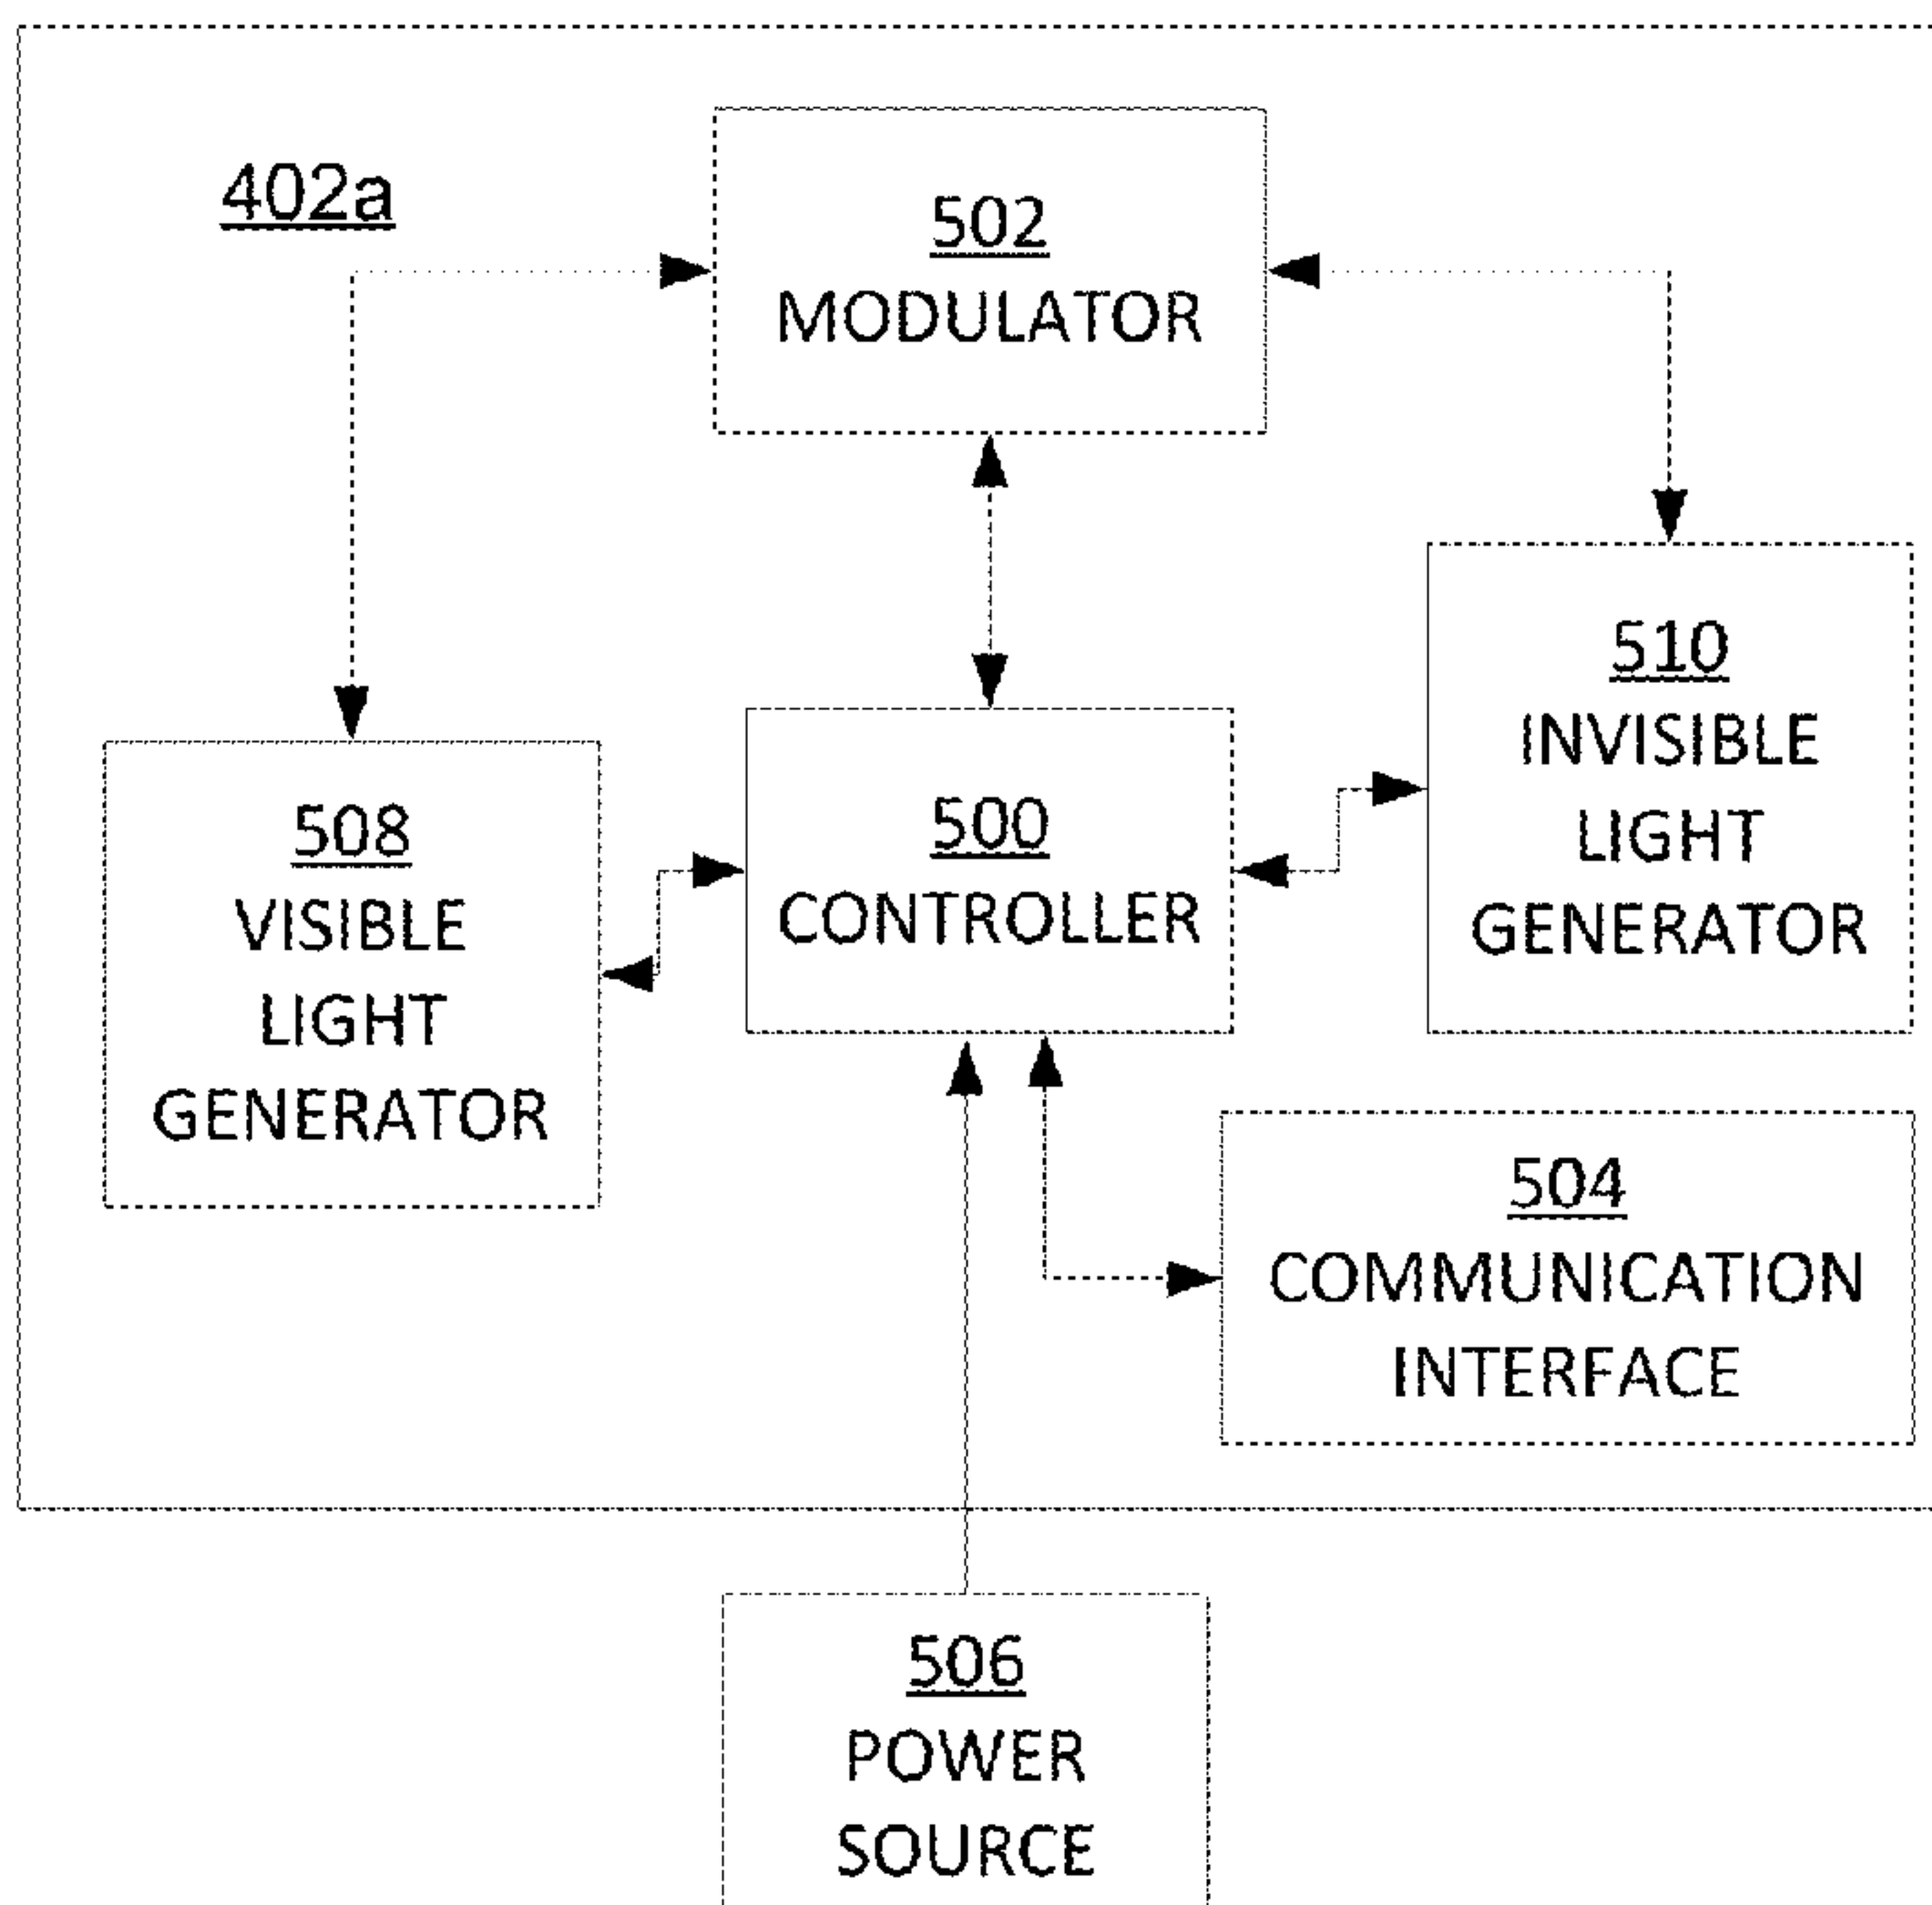 402a
502
MODULATOR
510
INVISIBLE
LIGHT
GENERATOR
508
VISIBLE
LIGHT
GENERATOR
500
CONTROLLER
504
COMMUNICATION
INTERFACE
506
POWER
SOURCE